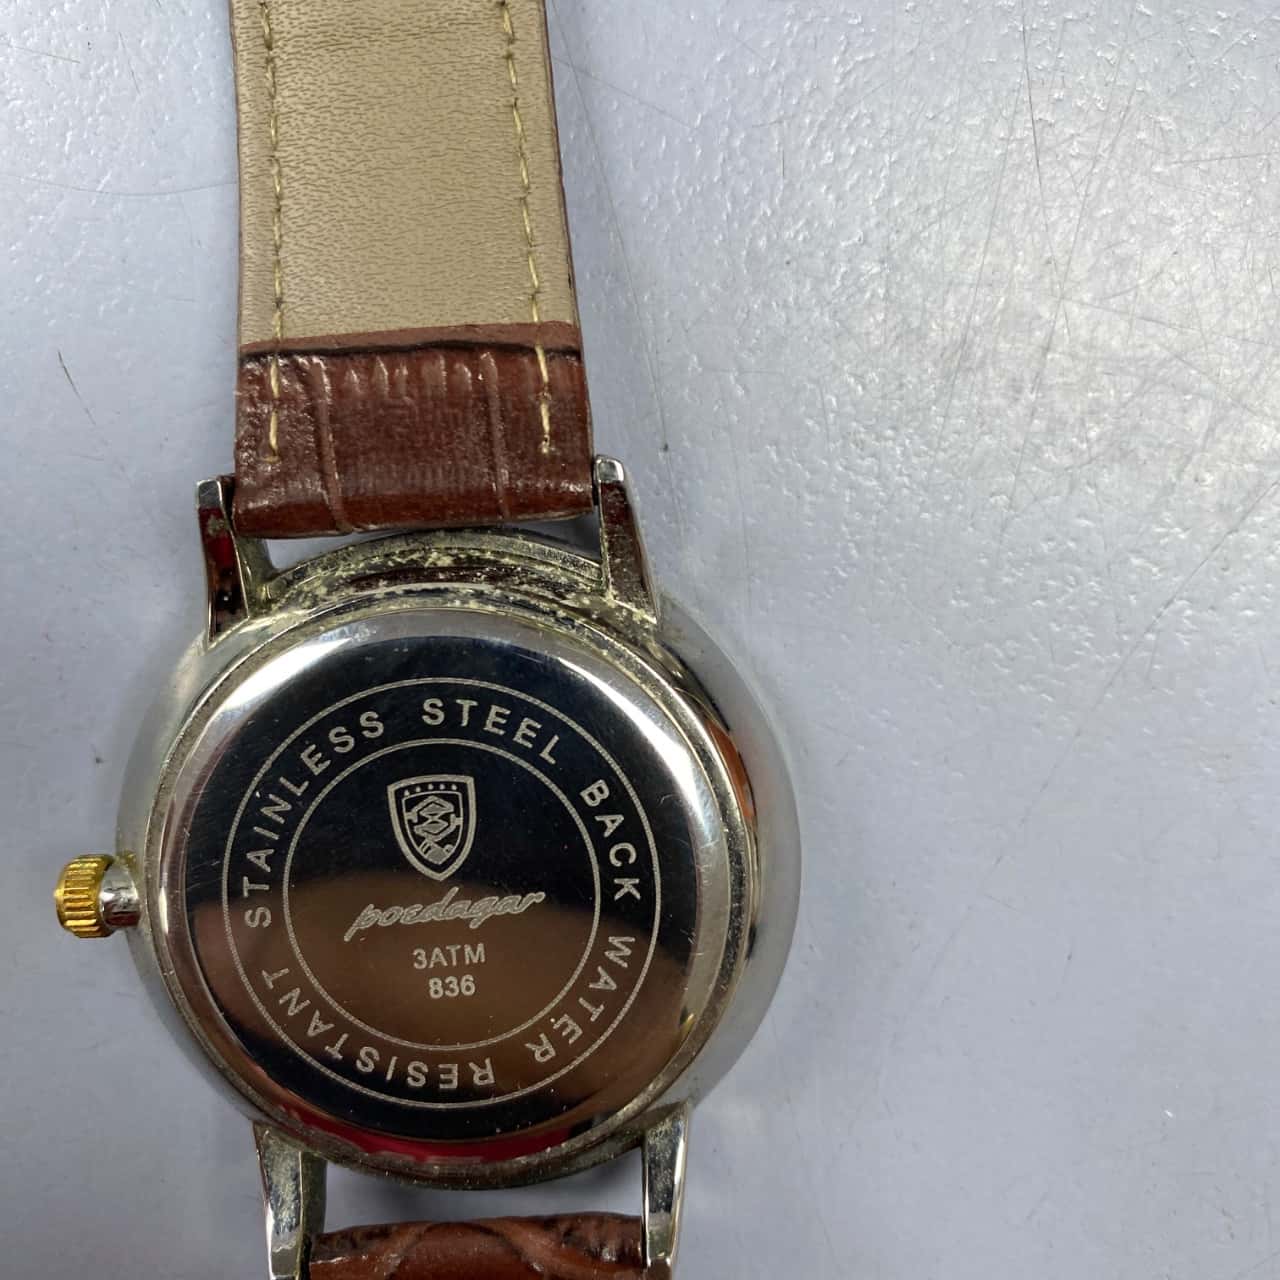 STAINLESS STEEL BACK WATER RESISTANT
poedagar
3ATM
836